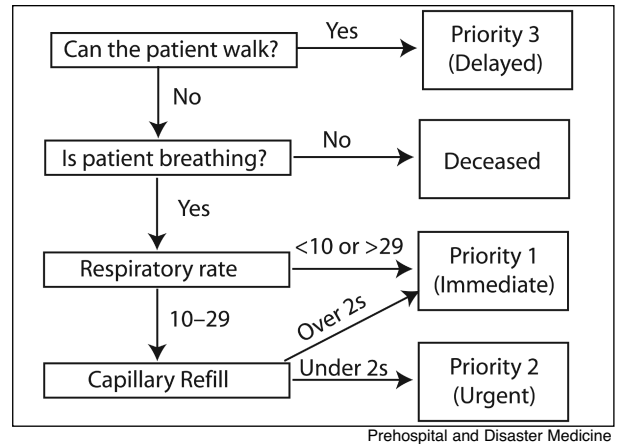 Can the patient walk?
Yes
Priority 3
(Delayed)
No
Is patient breathing?
No
Deceased
Yes
Respiratory rate
<10 or >29
Priority 1
(Immediate)
10–29
Over 2s
Capillary Refill
Under 2s
Priority 2
(Urgent)
Prehospital and Disaster Medicine